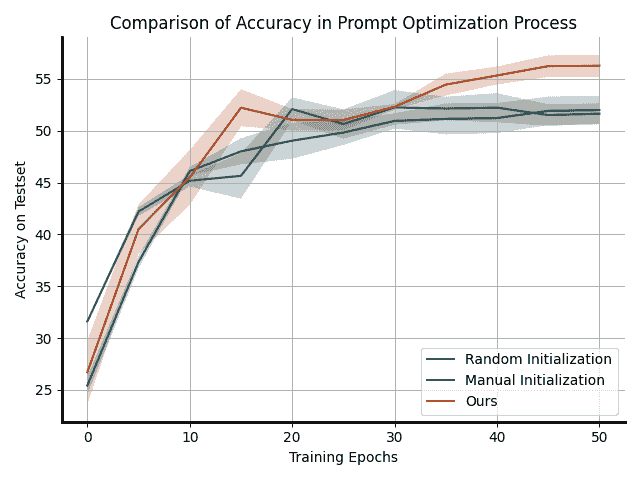 Comparison of Accuracy in Prompt Optimization Process
Accuracy on Testset
55
50
45
40
35
30
25
0
10
20
30
40
50
Training Epochs
Random Initialization
Manual Initialization
Ours